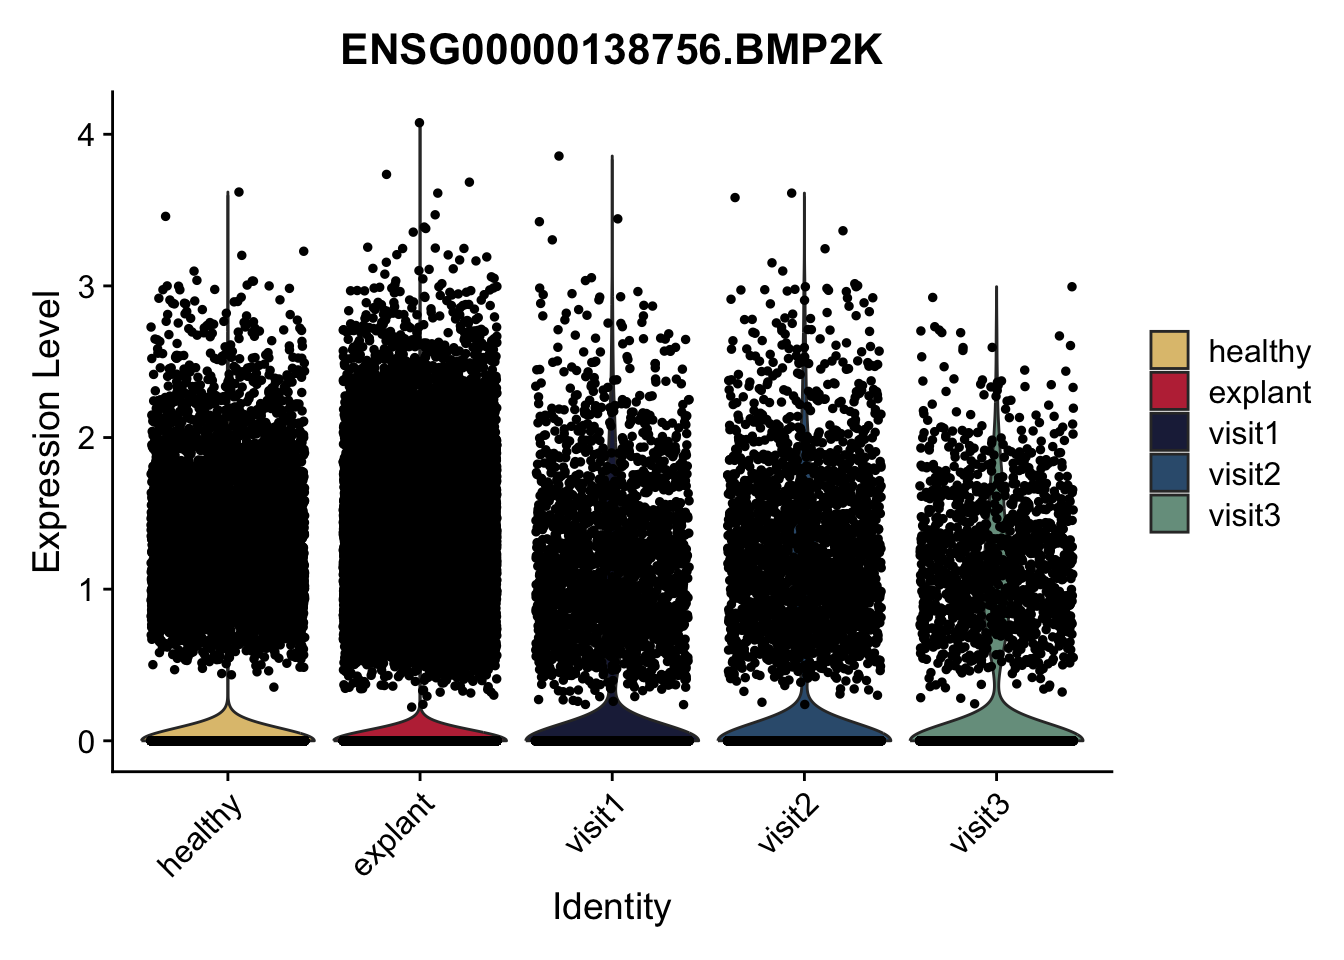 ENSG00000138756.BMP2K
Expression Level
4
3
2
1
0
healthy
explant
visit1
visit2
visit3
Identity
healthy
explant
visit1
visit2
visit3